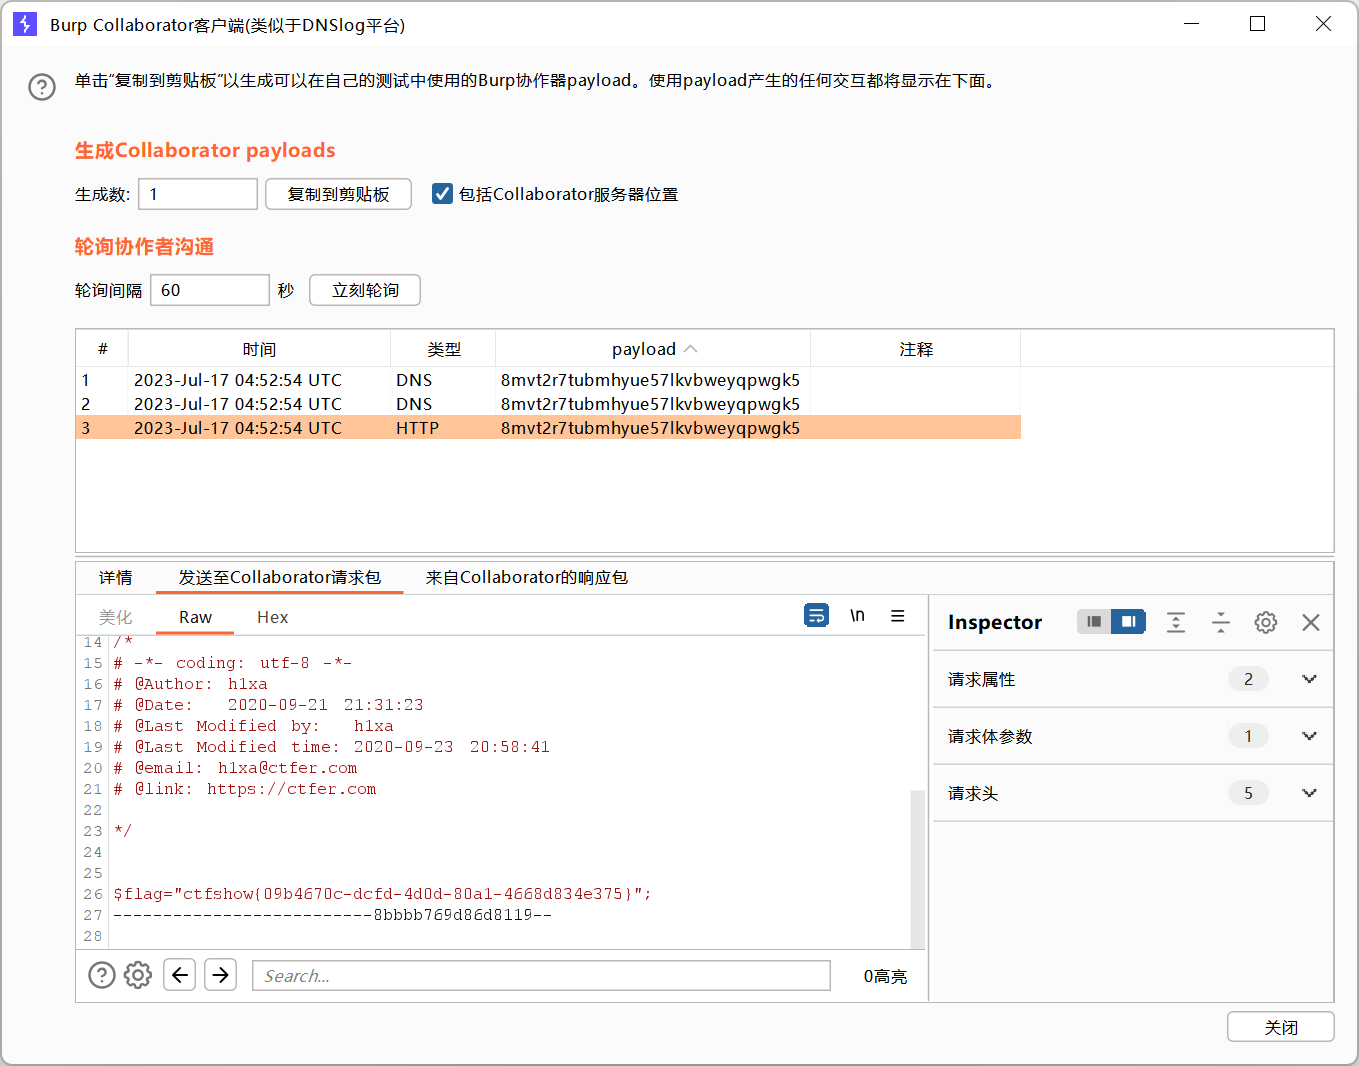 Burp Collaborator客户端(类似于DNSlog平台)
单击"复制到剪贴板"以生成可以在自己的测试中使用的Burp协作器payload。使用payload产生的任何交互都将显示在下面。
生成Collaborator payloads
生成数: 1 复制到剪贴板 包括Collaborator服务器位置
轮询协作者沟通
轮询间隔 60 秒 立刻轮询
# 时间 类型 payload 注释
1 2023-Jul-17 04:52:54 UTC DNS 8mvt2r7tubmhyue57lkvbweyqpwgk5
2 2023-Jul-17 04:52:54 UTC DNS 8mvt2r7tubmhyue57lkvbweyqpwgk5
3 2023-Jul-17 04:52:54 UTC HTTP 8mvt2r7tubmhyue57lkvbweyqpwgk5
详情 发送至Collaborator请求包 来自Collaborator的响应包
美化 Raw Hex \n
14 /*
15 # -*- coding: utf-8 -*-
16 # @Author: h1xa
17 # @Date: 2020-09-21 21:31:23
18 # @Last Modified by: h1xa
19 # @Last Modified time: 2020-09-23 20:58:41
20 # @email: h1xa@ctfer.com
21 # @link: https://ctfer.com
22
23 */
24
25
26 $flag="ctfshow{09b4670c-dcfd-4d0d-80a1-4668d834e375}";
27 --------------------------8bbbb769d86d8119--
28
Search... 0高亮
Inspector
请求属性 2
请求体参数 1
请求头 5
关闭